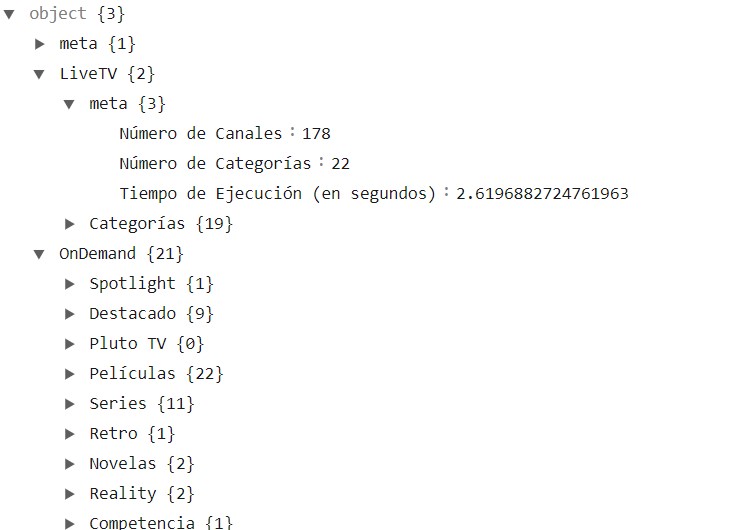 object {3}
meta {1}
LiveTV {2}
meta {3}
Número de Canales : 178
Número de Categorías : 22
Tiempo de Ejecución (en segundos) : 2.6196882724761963
Categorías {19}
OnDemand {21}
Spotlight {1}
Destacado {9}
Pluto TV {0}
Películas {22}
Series {11}
Retro {1}
Novelas {2}
Reality {2}
Competencia {1}